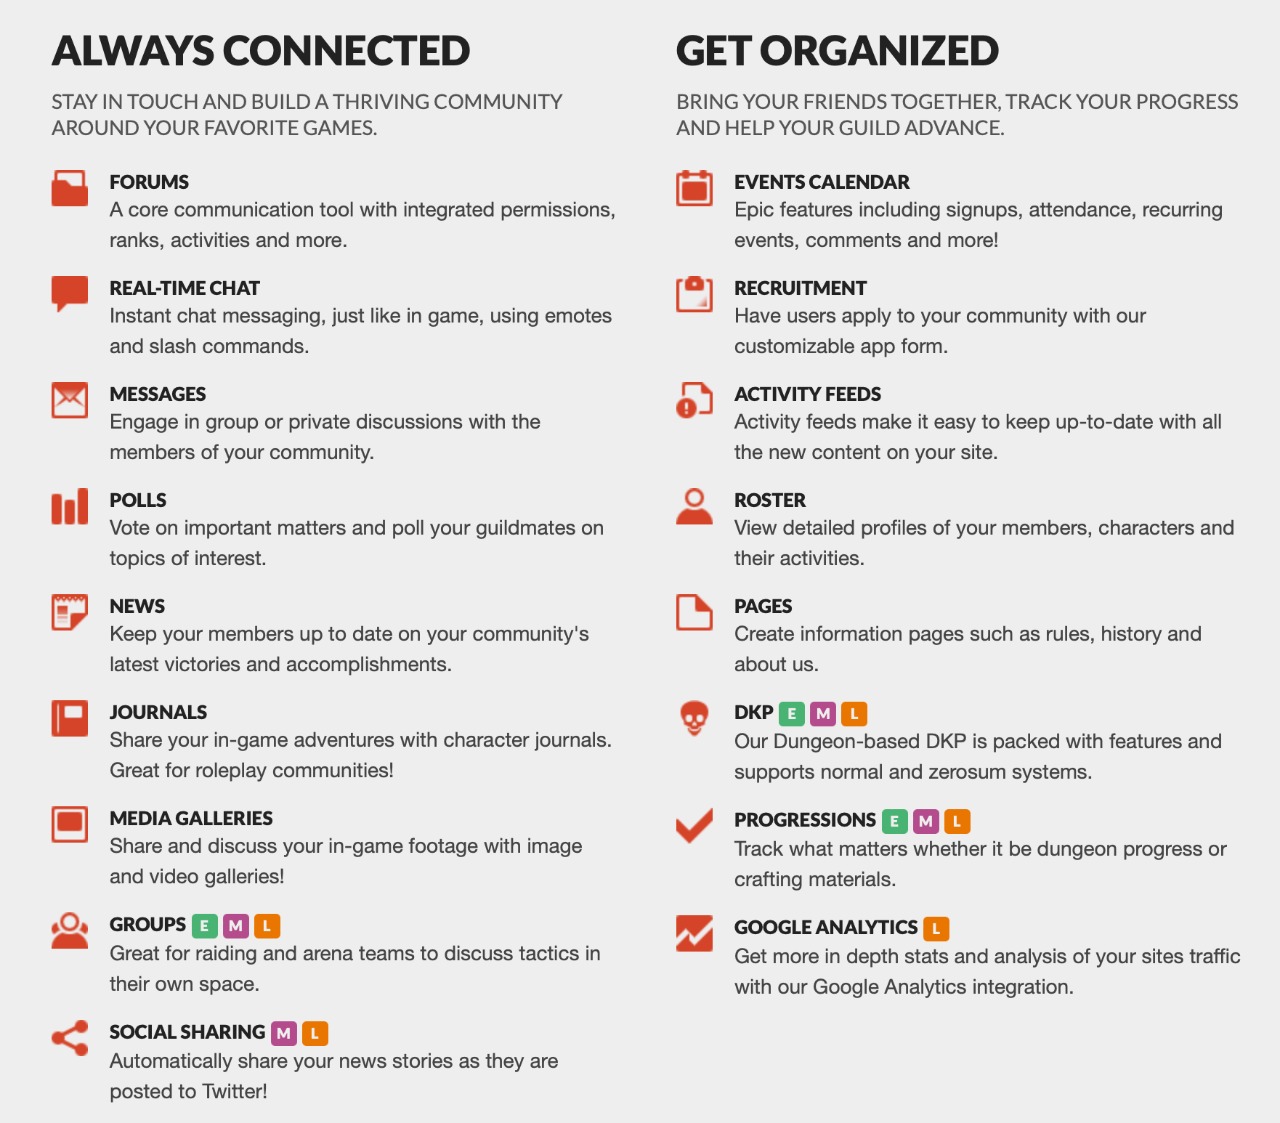 ALWAYS CONNECTED
STAY IN TOUCH AND BUILD A THRIVING COMMUNITY
AROUND YOUR FAVORITE GAMES.
FORUMS
A core communication tool with integrated permissions,
ranks, activities and more.
REAL-TIME CHAT
Instant chat messaging, just like in game, using emotes
and slash commands.
MESSAGES
Engage in group or private discussions with the
members of your community.
POLLS
Vote on important matters and poll your guildmates on
topics of interest.
NEWS
Keep your members up to date on your community's
latest victories and accomplishments.
JOURNALS
Share your in-game adventures with character journals.
Great for roleplay communities!
MEDIA GALLERIES
Share and discuss your in-game footage with image
and video galleries!
GROUPS E M L
Great for raiding and arena teams to discuss tactics in
their own space.
SOCIAL SHARING M L
Automatically share your news stories as they are
posted to Twitter!
GET ORGANIZED
BRING YOUR FRIENDS TOGETHER, TRACK YOUR PROGRESS
AND HELP YOUR GUILD ADVANCE.
EVENTS CALENDAR
Epic features including signups, attendance, recurring
events, comments and more!
RECRUITMENT
Have users apply to your community with our
customizable app form.
ACTIVITY FEEDS
Activity feeds make it easy to keep up-to-date with all
the new content on your site.
ROSTER
View detailed profiles of your members, characters and
their activities.
PAGES
Create information pages such as rules, history and
about us.
DKP E M L
Our Dungeon-based DKP is packed with features and
supports normal and zerosum systems.
PROGRESSIONS E M L
Track what matters whether it be dungeon progress or
crafting materials.
GOOGLE ANALYTICS L
Get more in depth stats and analysis of your sites traffic
with our Google Analytics integration.